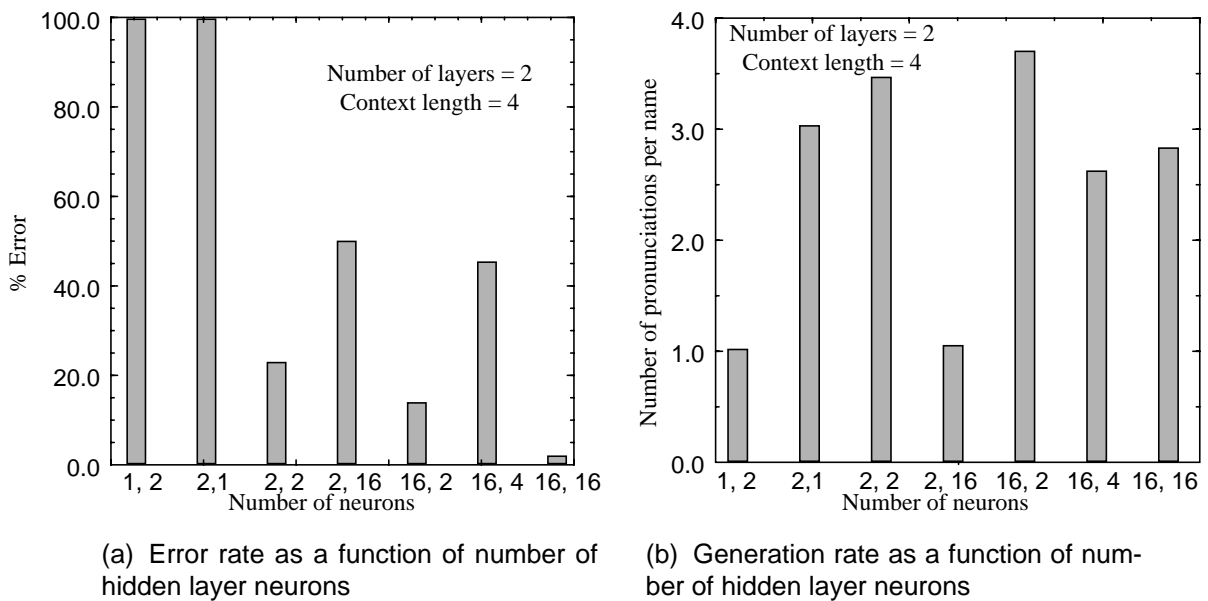 100.0
80.0
60.0
40.0
20.0
0.0
% Error
Number of layers = 2
Context length = 4
1, 2 2,1 2, 2 2, 16 16, 2 16, 4 16, 16
Number of neurons
(a) Error rate as a function of number of
hidden layer neurons
4.0
3.0
2.0
1.0
0.0
Number of pronunciations per name
Number of layers = 2
Context length = 4
1, 2 2,1 2, 2 2, 16 16, 2 16, 4 16, 16
Number of neurons
(b) Generation rate as a function of num-
ber of hidden layer neurons